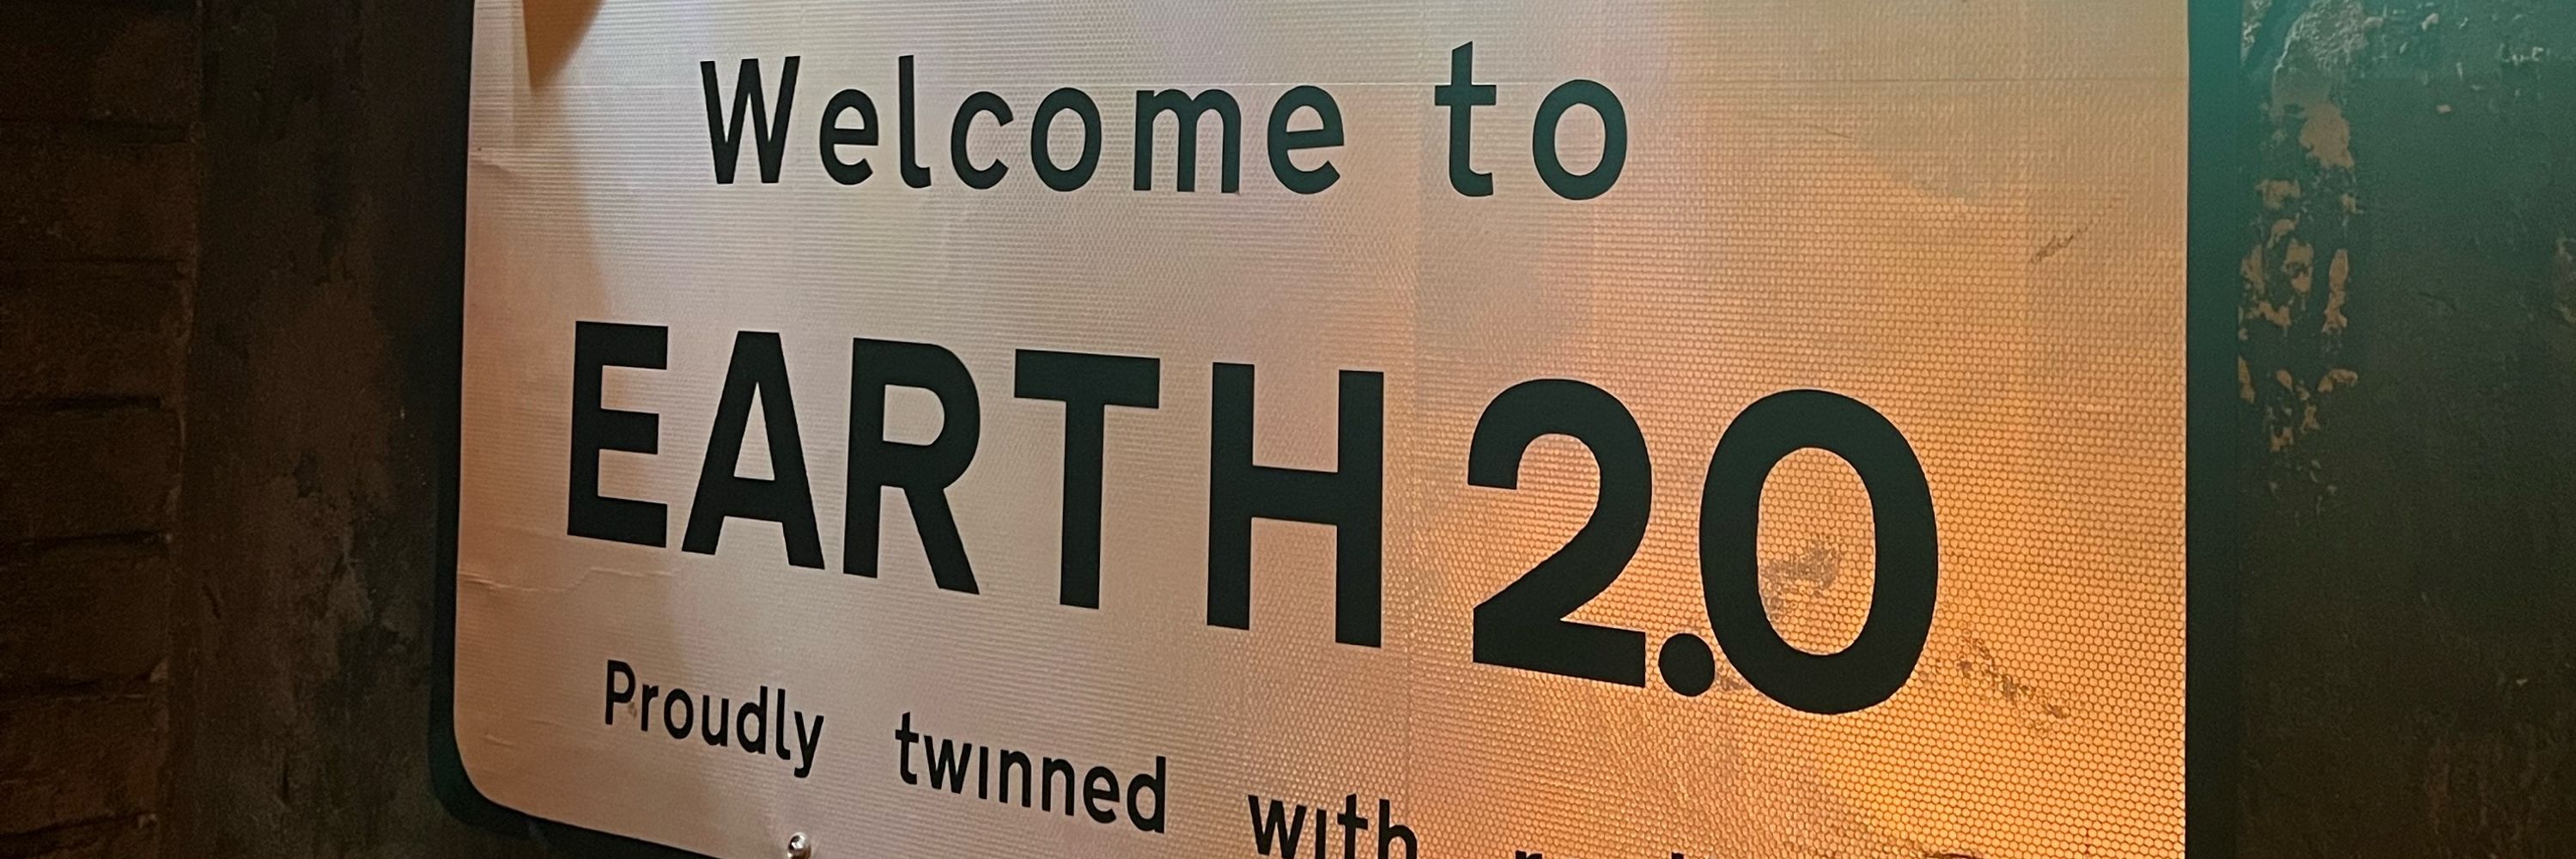 Welcome to
EARTH 2.0
Proudly twinned with